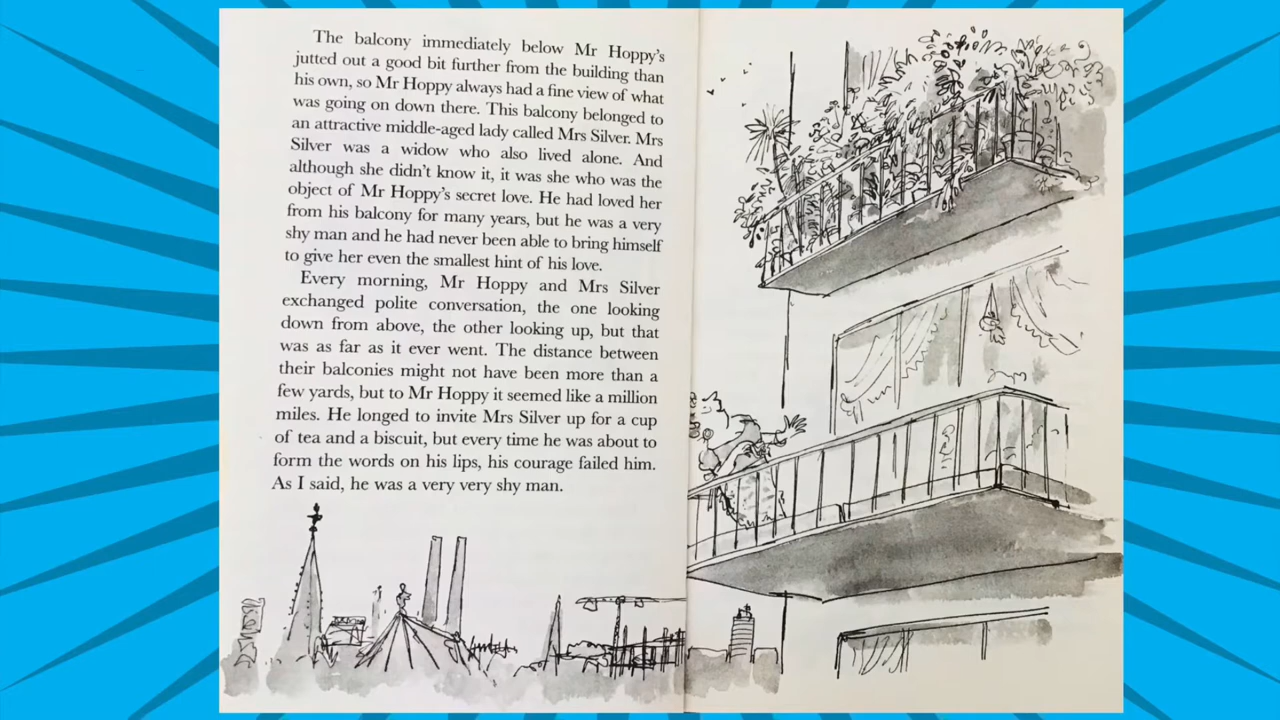 The balcony immediately below Mr Hoppy's
jutted out a good bit further from the building than
his own, so Mr Hoppy always had a fine view of what
was going on down there. This balcony belonged to
an attractive middle-aged lady called Mrs Silver. Mrs
Silver was a widow who also lived alone. And
although she didn't know it, it was she who was the
object of Mr Hoppy's secret love. He had loved her
from his balcony for many years, but he was a very
shy man and he had never been able to bring himself
to give her even the smallest hint of his love.
Every morning, Mr Hoppy and Mrs Silver
exchanged polite conversation, the one looking
down from above, the other looking up, but that
was as far as it ever went. The distance between
their balconies might not have been more than a
few yards, but to Mr Hoppy it seemed like a million
miles. He longed to invite Mrs Silver up for a cup
of tea and a biscuit, but every time he was about to
form the words on his lips, his courage failed him.
As I said, he was a very very shy man.